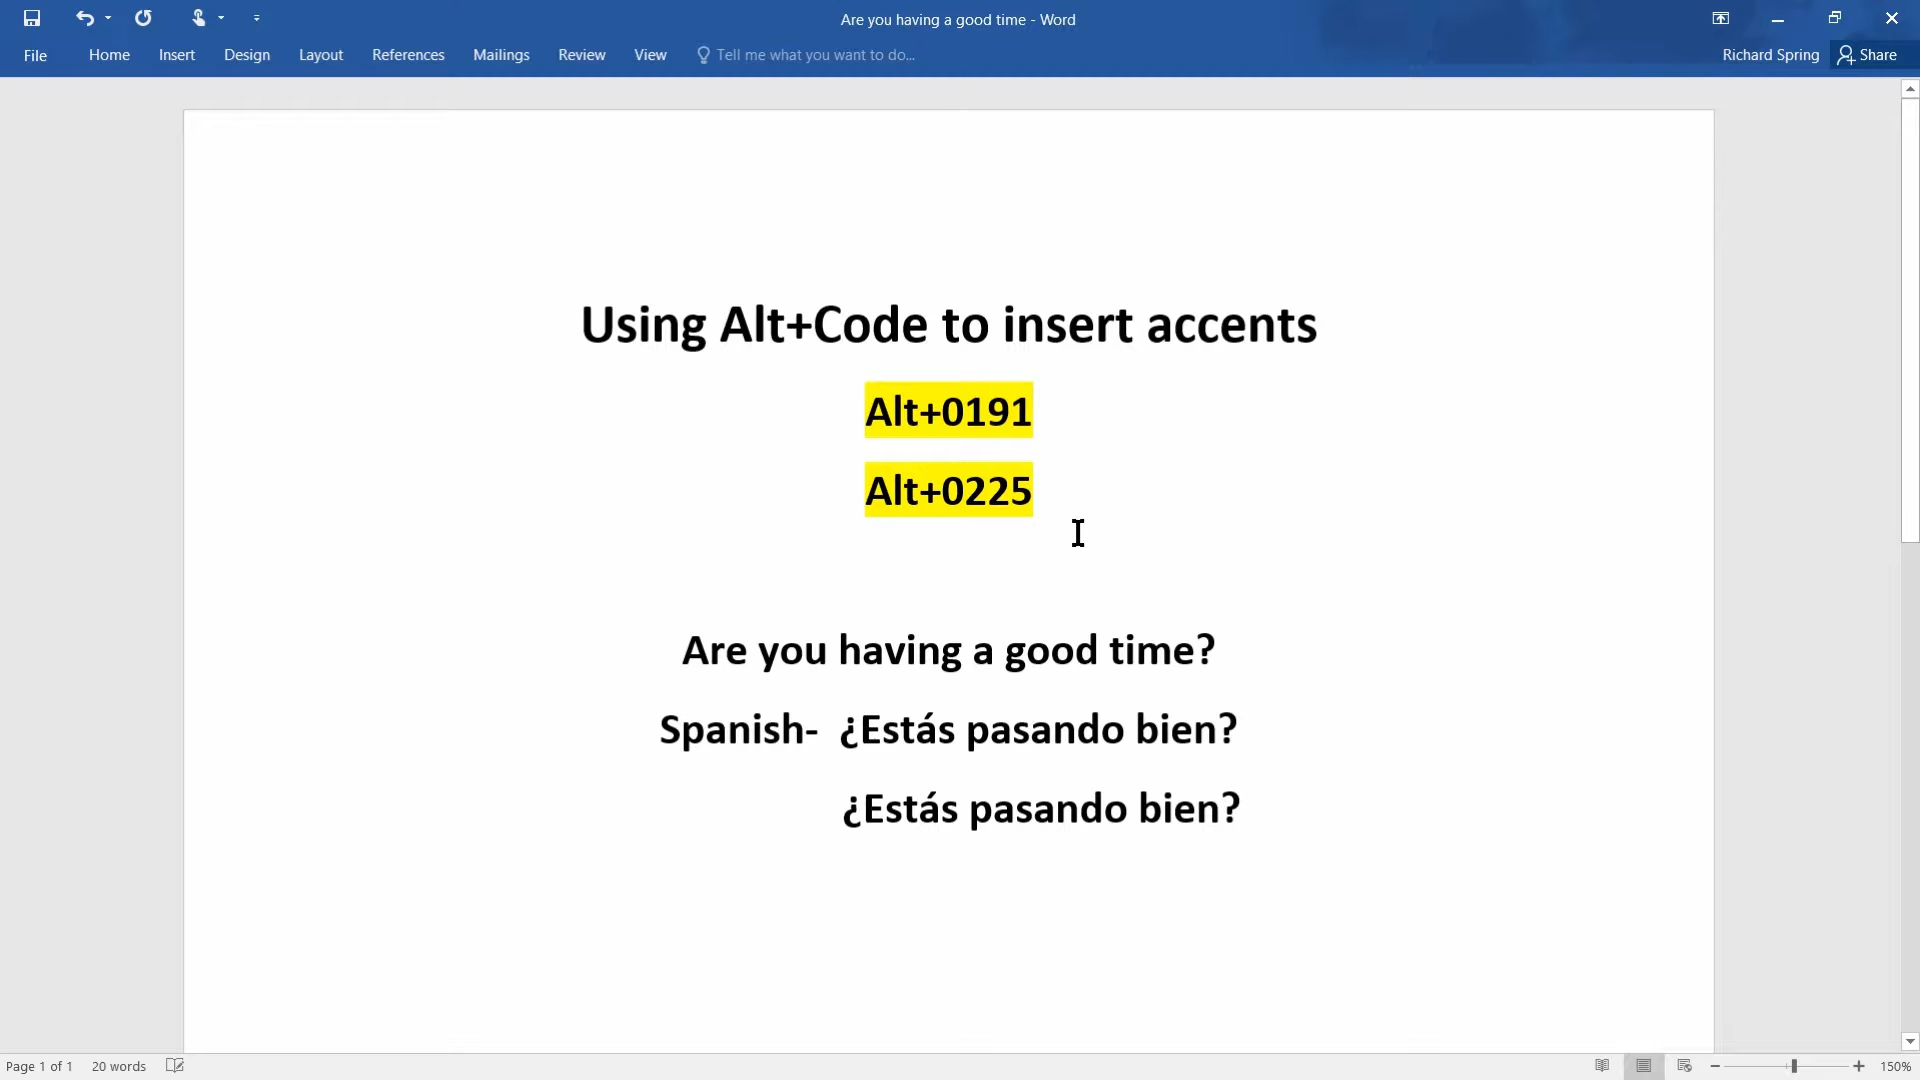 Are you having a good time - Word
File Home Insert Design Layout References Mailings Review View Tell me what you want to do... Richard Spring Share
Using Alt+Code to insert accents
Alt+0191
Alt+0225
Are you having a good time?
Spanish- ¿Estás pasando bien?
¿Estás pasando bien?
Page 1 of 1 20 words 150%